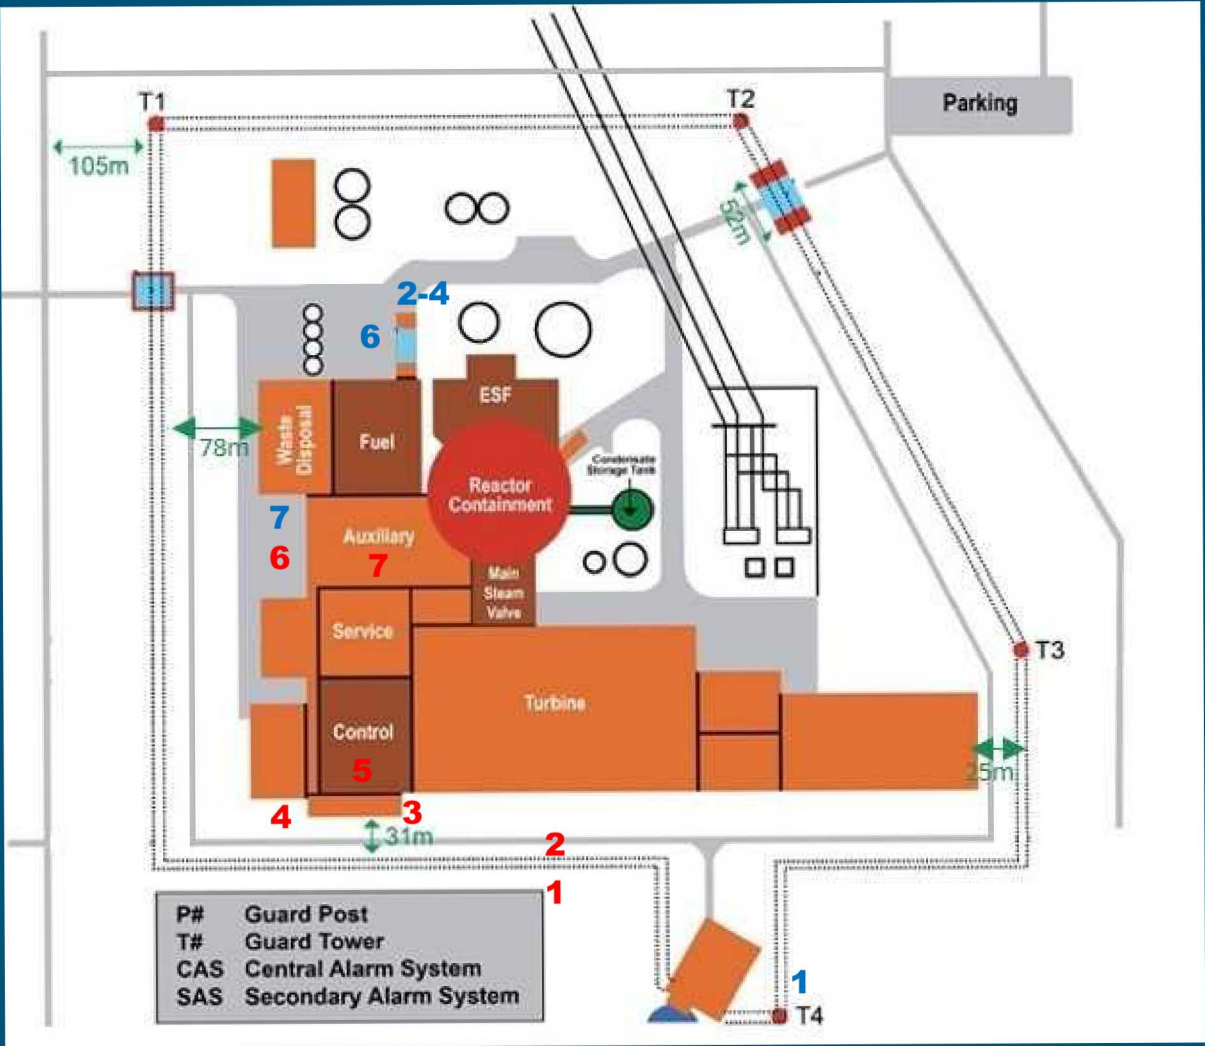 T1
T2
Parking
105m
52m
2-4
6
ESF
Waste
Disposal
Fuel
78m
Condensate
Storage Tank
Reactor
Containment
7
6
Auxiliary
7
Main
Steam
Valve
Service
T3
Turbine
Control
5
25m
4
3
31m
2
1
P# Guard Post
T# Guard Tower
CAS Central Alarm System
SAS Secondary Alarm System
1
T4